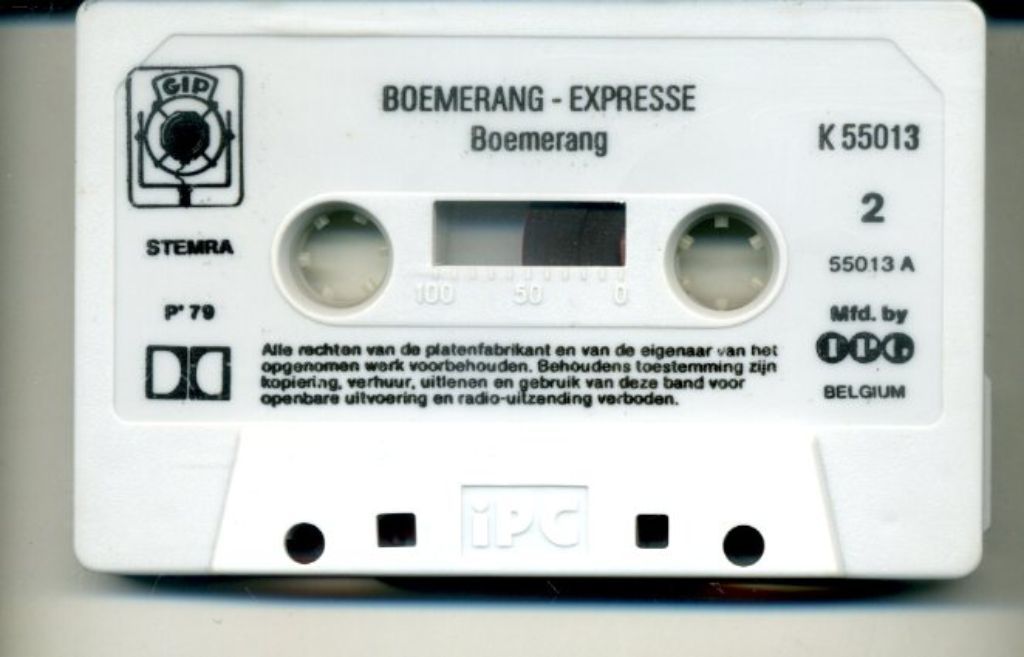 GIP
BOEMERANG - EXPRESSE
Boemerang
K 55013
2
STEMRA
55013 A
P' 79
Mfd. by
IPC
BELGIUM
100 50 0
Alle rechten van de platenfabrikant en van de eigenaar van het
opgenomen werk voorbehouden. Behoudens toestemming zijn
kopiering, verhuur, uitlenen en gebruik van deze band voor
openbare uitvoering en radio-uitzending verboden.
iPC